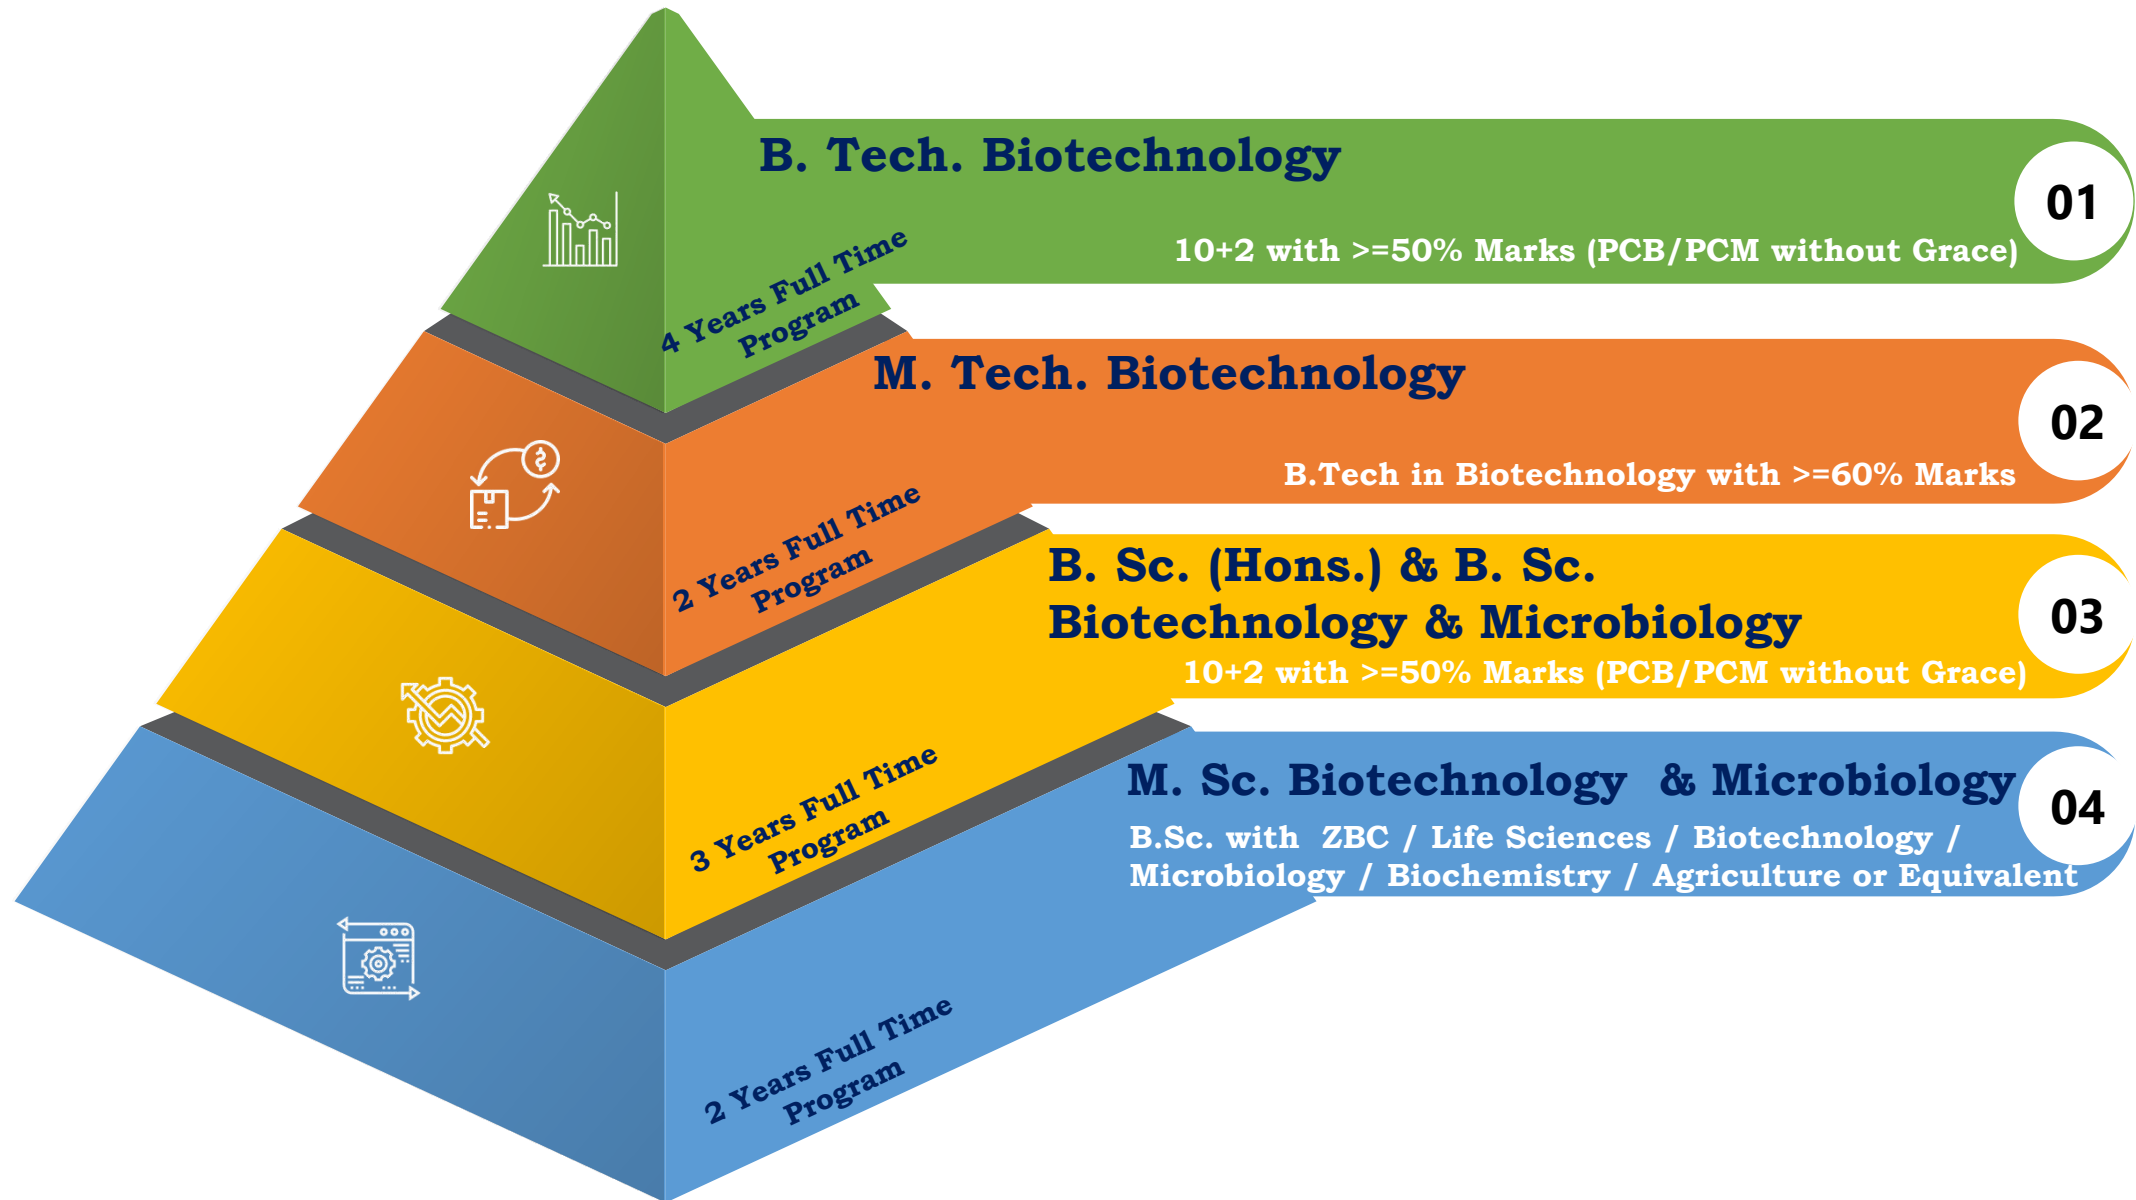 B. Tech. Biotechnology
01
10+2 with >=50% Marks (PCB/PCM without Grace)
4 Years Full Time
Program
M. Tech. Biotechnology
02
B.Tech in Biotechnology with >=60% Marks
2 Years Full Time
Program
B. Sc. (Hons.) & B. Sc.
Biotechnology & Microbiology
03
10+2 with >=50% Marks (PCB/PCM without Grace)
3 Years Full Time
Program
M. Sc. Biotechnology & Microbiology
04
B.Sc. with ZBC / Life Sciences / Biotechnology /
Microbiology / Biochemistry / Agriculture or Equivalent
2 Years Full Time
Program